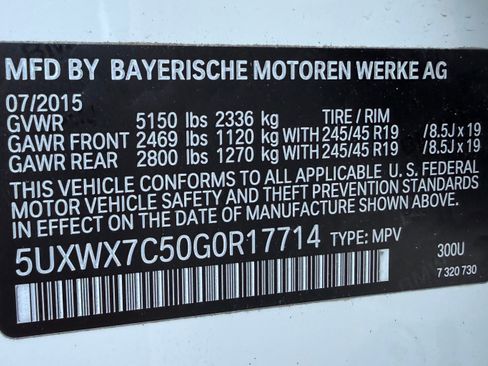 MFD BY BAYERISCHE MOTOREN WERKE AG
07/2015
GVWR 5150 lbs 2336 kg TIRE / RIM
GAWR FRONT 2469 lbs 1120 kg WITH 245/45 R19 /8.5J x 19
GAWR REAR 2800 lbs 1270 kg WITH 245/45 R19 /8.5J x 19
THIS VEHICLE CONFORMS TO ALL APPLICABLE U.S. FEDERAL
MOTOR VEHICLE SAFETY AND THEFT PREVENTION STANDARDS
IN EFFECT ON THE DATE OF MANUFACTURE SHOWN ABOVE.
5UXWX7C50G0R17714 TYPE: MPV 300U
7 320 730